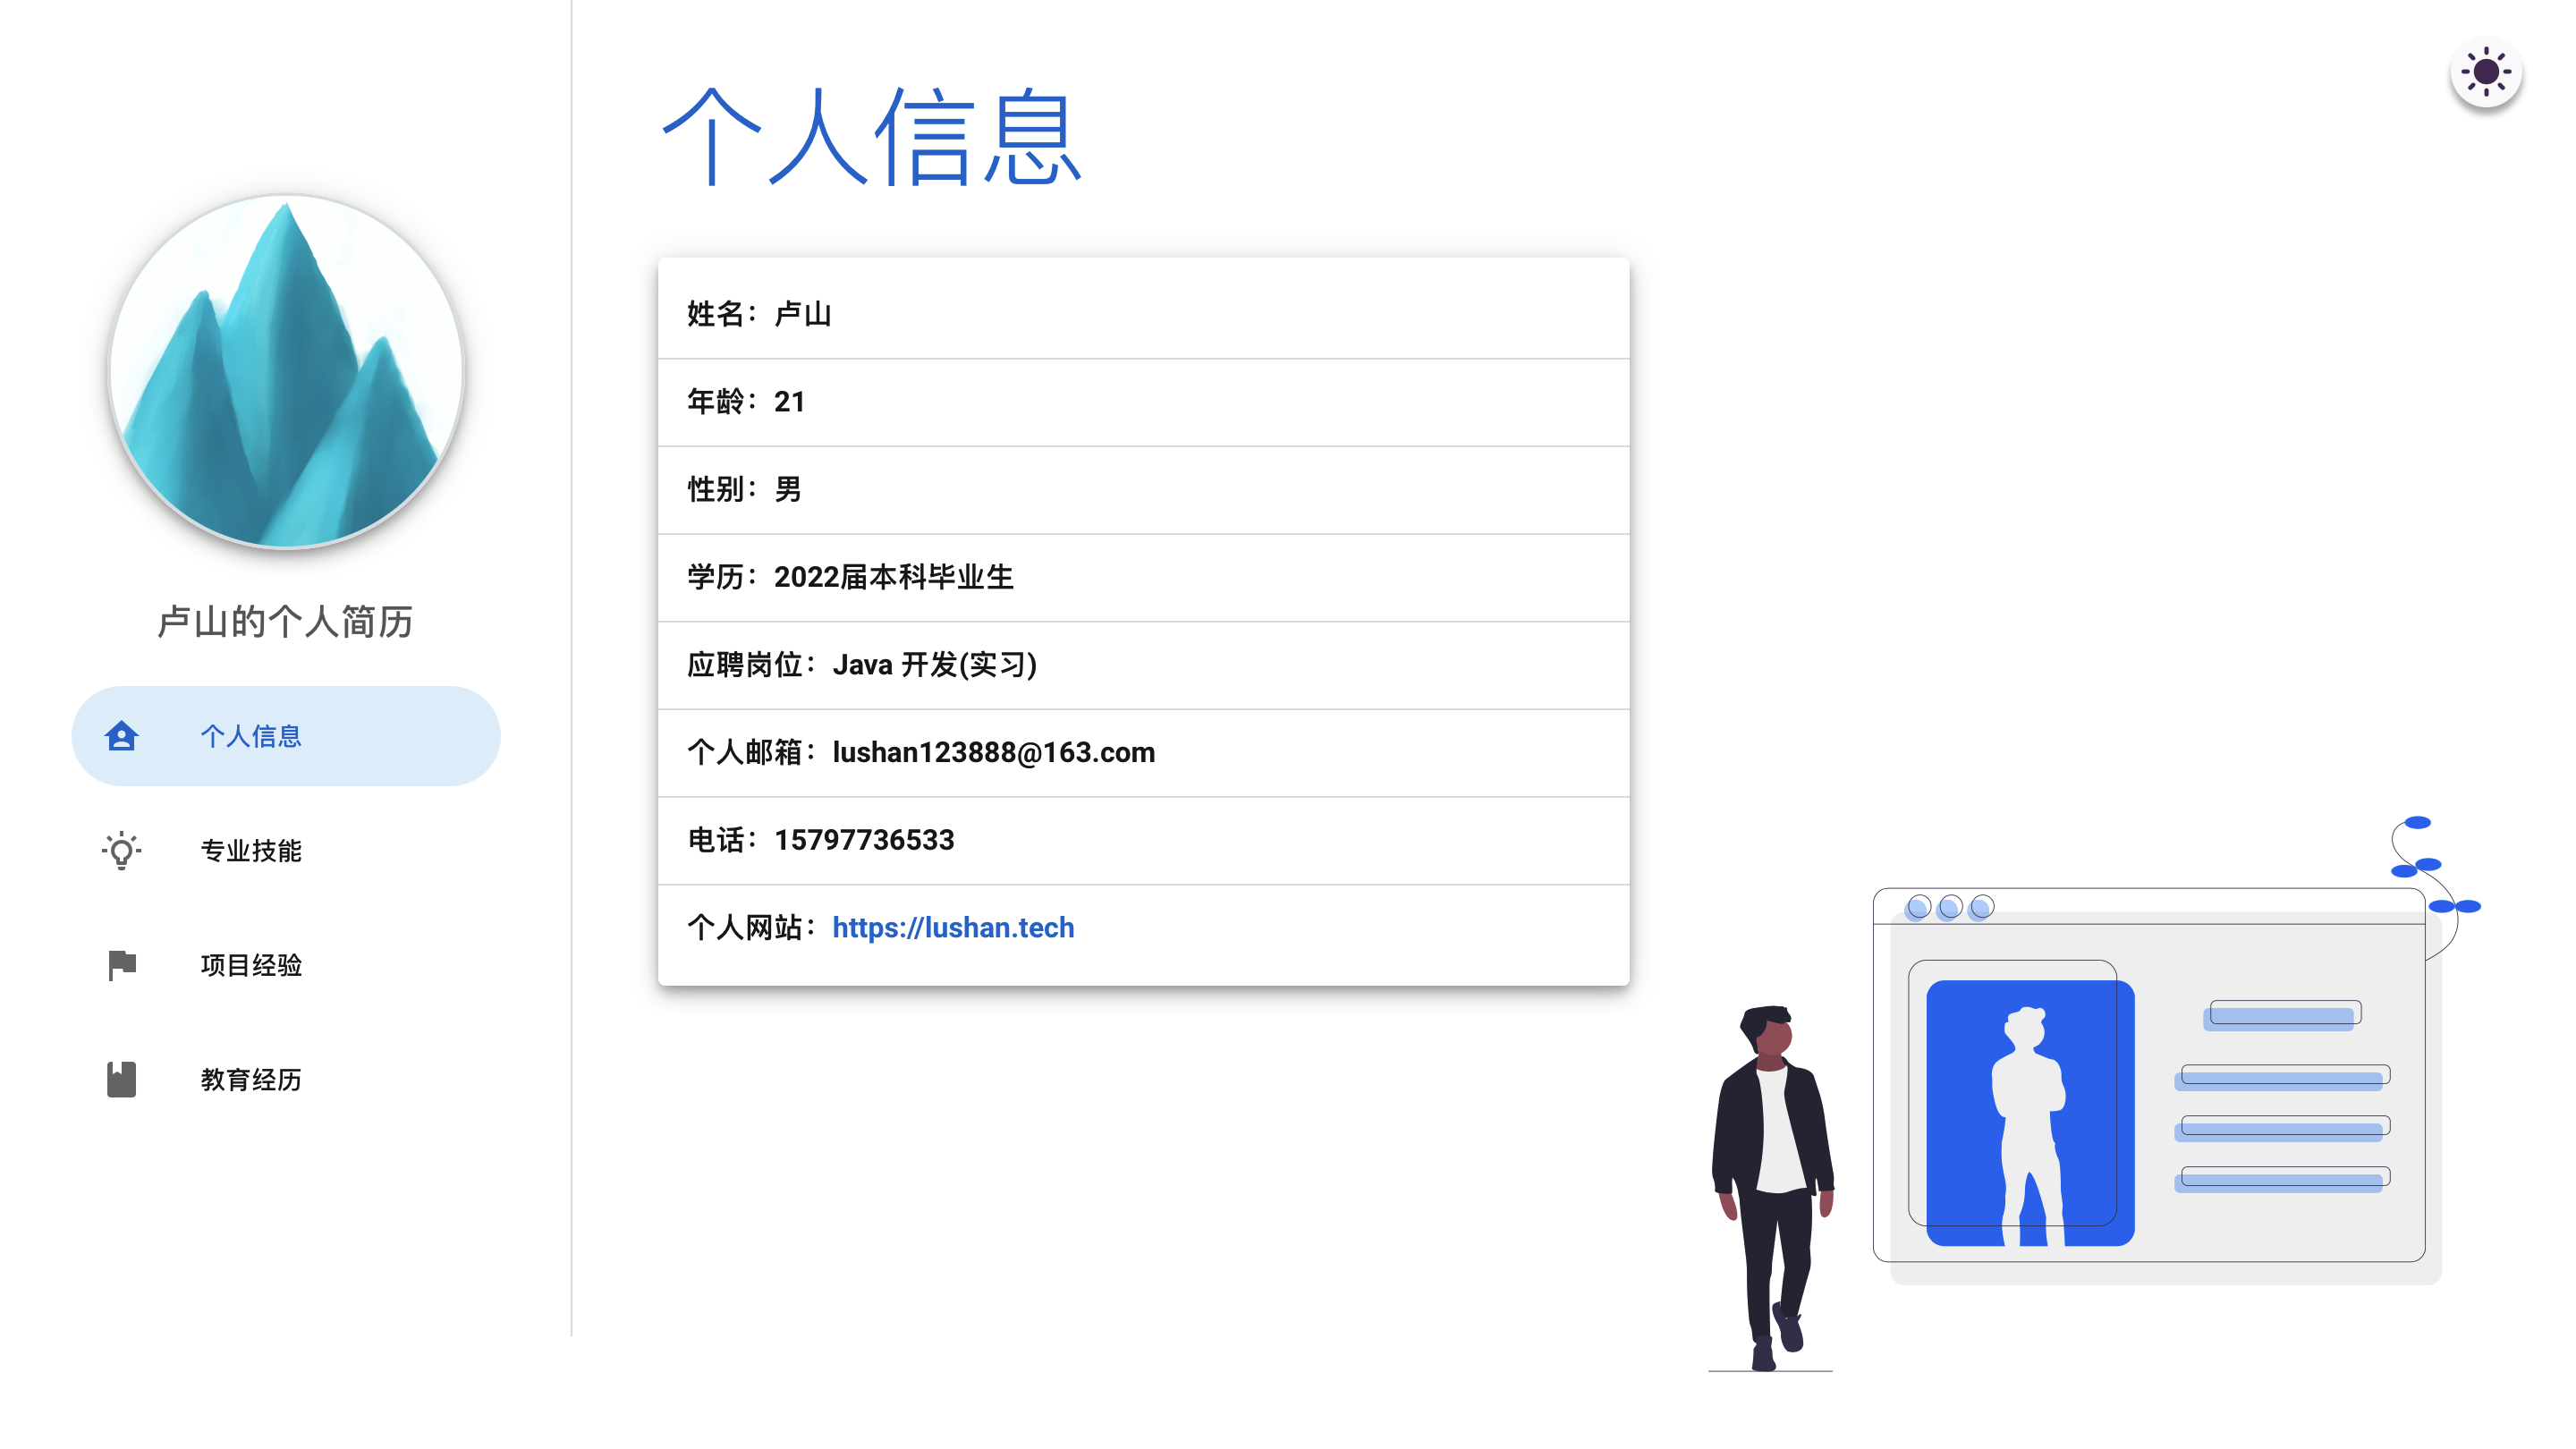 卢山的个人简历
个人信息
专业技能
项目经验
教育经历
个人信息
姓名：卢山
年龄：21
性别：男
学历：2022届本科毕业生
应聘岗位：Java 开发(实习)
个人邮箱：lushan123888@163.com
电话：15797736533
个人网站：https://lushan.tech